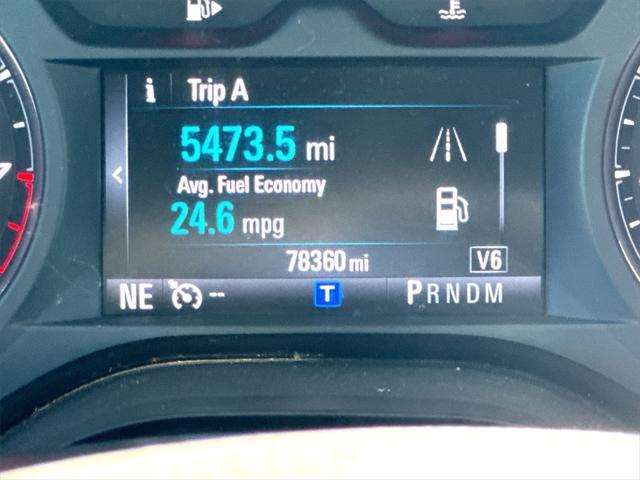 i Trip A
5473.5 mi
Avg. Fuel Economy
24.6 mpg
78360 mi V6
NE -- T PRNDM